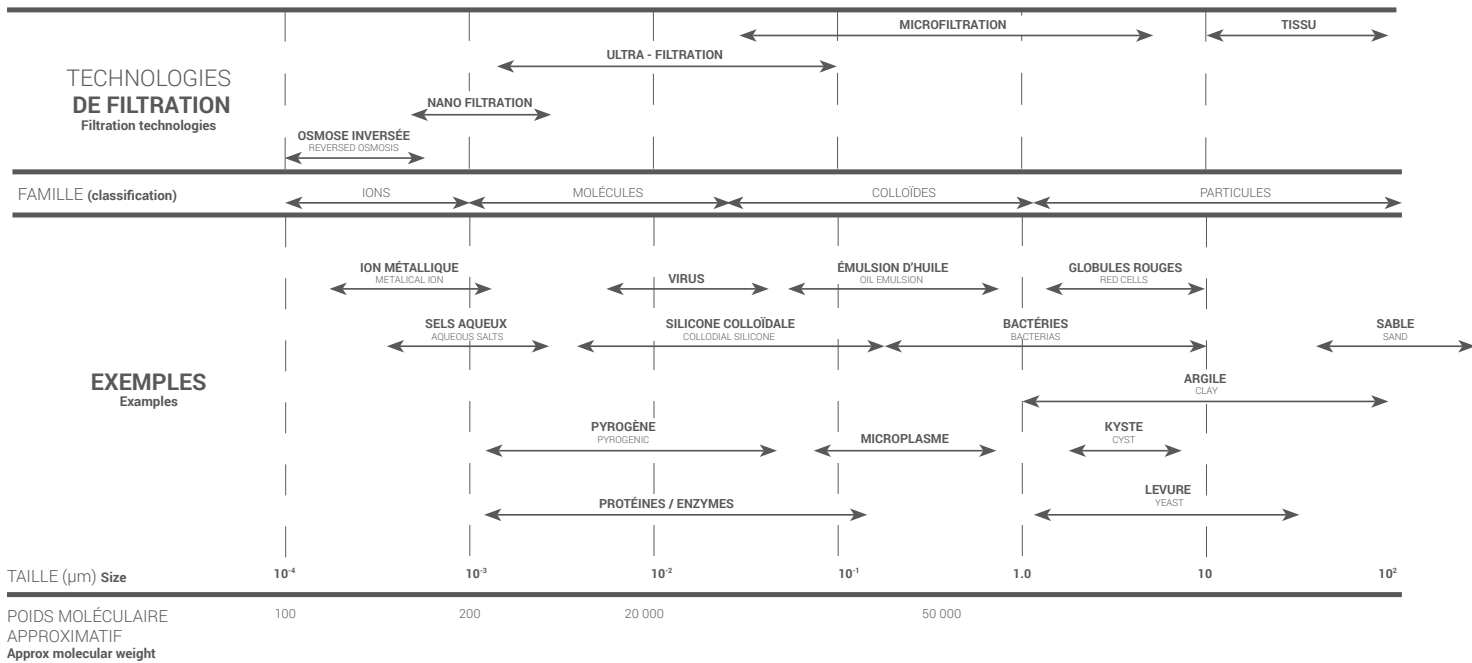 MICROFILTRATION
TISSU
ULTRA - FILTRATION
TECHNOLOGIES
DE FILTRATION
Filtration technologies
NANO FILTRATION
OSMOSE INVERSÉE
REVERSED OSMOSIS
FAMILLE (classification)
IONS
MOLÉCULES
COLLOÏDES
PARTICULES
ION MÉTALLIQUE
METALICAL ION
VIRUS
ÉMULSION D'HUILE
OIL EMULSION
GLOBULES ROUGES
RED CELLS
SELS AQUEUX
AQUEOUS SALTS
SILICONE COLLOÏDALE
COLLODIAL SILICONE
BACTÉRIES
BACTERIAS
SABLE
SAND
EXEMPLES
Examples
ARGILE
CLAY
PYROGÈNE
PYROGENIC
MICROPLASME
KYSTE
CYST
PROTÉINES / ENZYMES
LEVURE
YEAST
TAILLE (µm) Size
10⁻⁴
10⁻³
10⁻²
10⁻¹
1.0
10
10²
POIDS MOLÉCULAIRE
APPROXIMATIF
Approx molecular weight
100
200
20 000
50 000